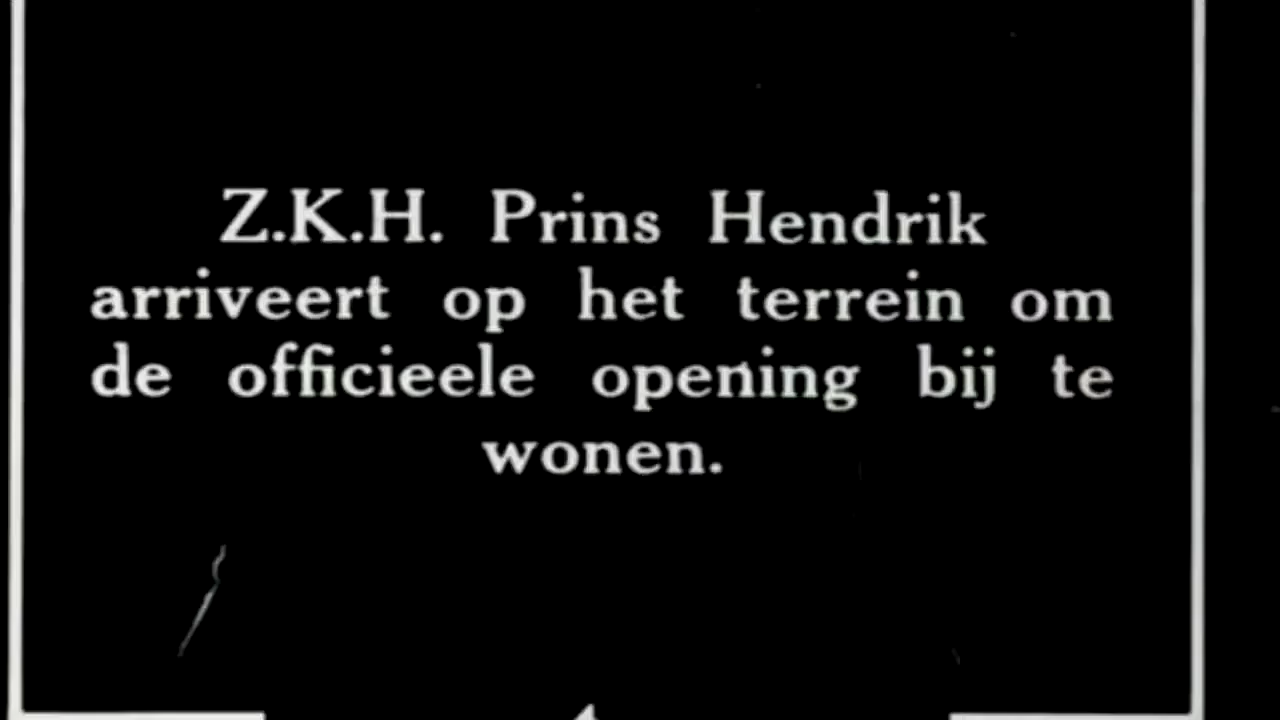 Z.K.H. Prins Hendrik
arriveert op het terrein om
de officieele opening bij te
wonen.